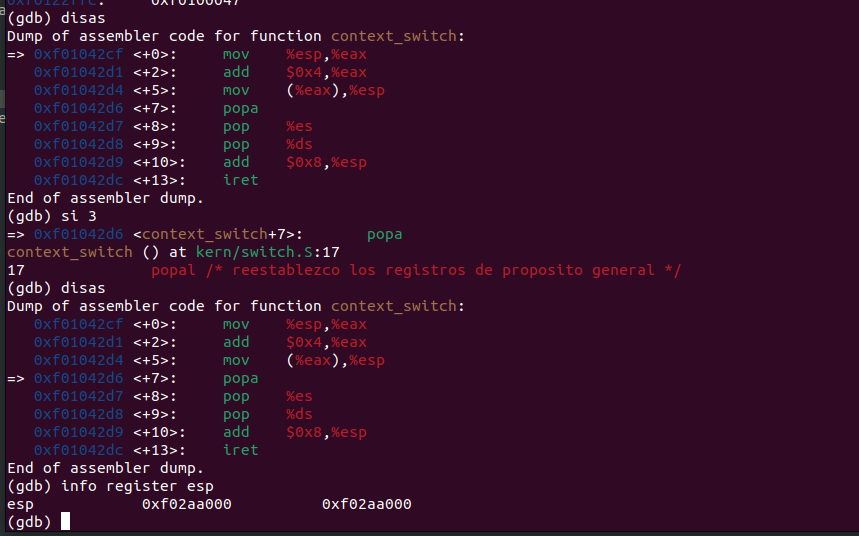 0xf0122ffc:     0xf0100047
(gdb) disas
Dump of assembler code for function context_switch:
=> 0xf01042cf <+0>:     mov    %esp,%eax
   0xf01042d1 <+2>:     add    $0x4,%eax
   0xf01042d4 <+5>:     mov    (%eax),%esp
   0xf01042d6 <+7>:     popa
   0xf01042d7 <+8>:     pop    %es
   0xf01042d8 <+9>:     pop    %ds
   0xf01042d9 <+10>:    add    $0x8,%esp
   0xf01042dc <+13>:    iret
End of assembler dump.
(gdb) si 3
=> 0xf01042d6 <context_switch+7>:       popa
context_switch () at kern/switch.S:17
17              popal /* reestablezco los registros de proposito general */
(gdb) disas
Dump of assembler code for function context_switch:
   0xf01042cf <+0>:     mov    %esp,%eax
   0xf01042d1 <+2>:     add    $0x4,%eax
   0xf01042d4 <+5>:     mov    (%eax),%esp
=> 0xf01042d6 <+7>:     popa
   0xf01042d7 <+8>:     pop    %es
   0xf01042d8 <+9>:     pop    %ds
   0xf01042d9 <+10>:    add    $0x8,%esp
   0xf01042dc <+13>:    iret
End of assembler dump.
(gdb) info register esp
esp            0xf02aa000          0xf02aa000
(gdb)